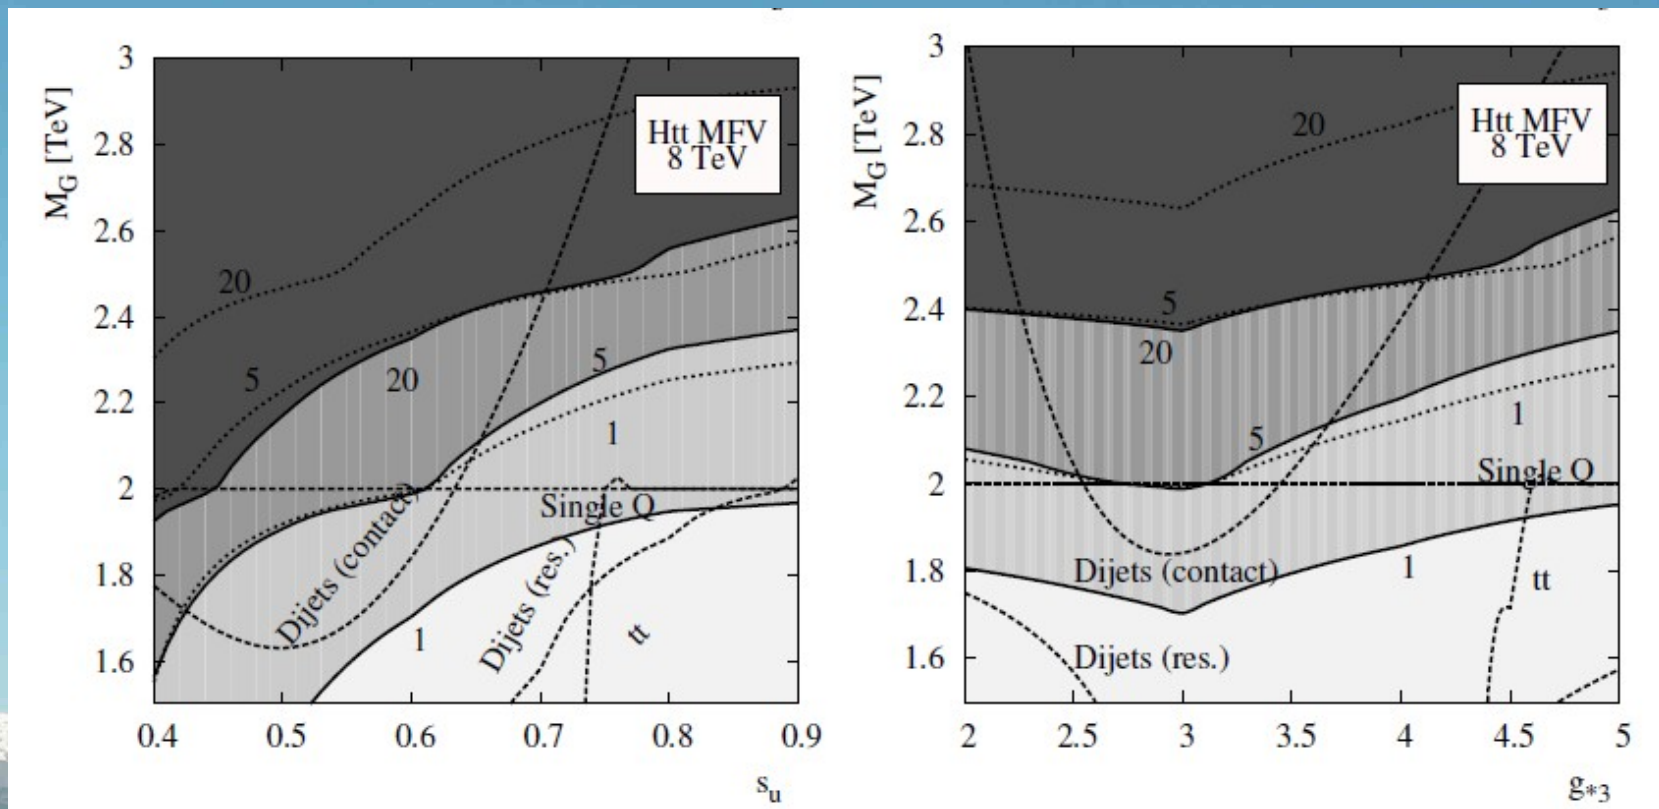 3
2.8
2.6
2.4
2.2
2
1.8
1.6
M_G [TeV]
Htt MFV
8 TeV
20
5
20
5
1
Single Q
Dijets (contact)
Dijets (res.)
1
tt
0.4 0.5 0.6 0.7 0.8 0.9
s_u
3
2.8
2.6
2.4
2.2
2
1.8
1.6
M_G [TeV]
Htt MFV
8 TeV
20
5
20
5
1
Single Q
Dijets (contact)
1
tt
Dijets (res.)
2 2.5 3 3.5 4 4.5 5
g_*3